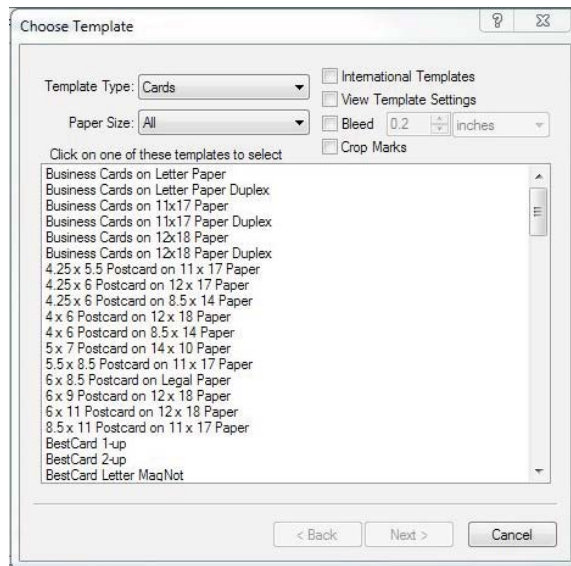 Choose Template
Template Type: Cards
Paper Size: All
International Templates
View Template Settings
Bleed 0.2 inches
Crop Marks
Click on one of these templates to select
Business Cards on Letter Paper
Business Cards on Letter Paper Duplex
Business Cards on 11x17 Paper
Business Cards on 11x17 Paper Duplex
Business Cards on 12x18 Paper
Business Cards on 12x18 Paper Duplex
4.25 x 5.5 Postcard on 11 x 17 Paper
4.25 x 6 Postcard on 12 x 17 Paper
4.25 x 6 Postcard on 8.5 x 14 Paper
4 x 6 Postcard on 12 x 18 Paper
4 x 6 Postcard on 8.5 x 14 Paper
5 x 7 Postcard on 14 x 10 Paper
5.5 x 8.5 Postcard on 11 x 17 Paper
6 x 8.5 Postcard on Legal Paper
6 x 9 Postcard on 12 x 18 Paper
6 x 11 Postcard on 12 x 18 Paper
8.5 x 11 Postcard on 11 x 17 Paper
BestCard 1-up
BestCard 2-up
BestCard Letter MagNot
< Back Next > Cancel